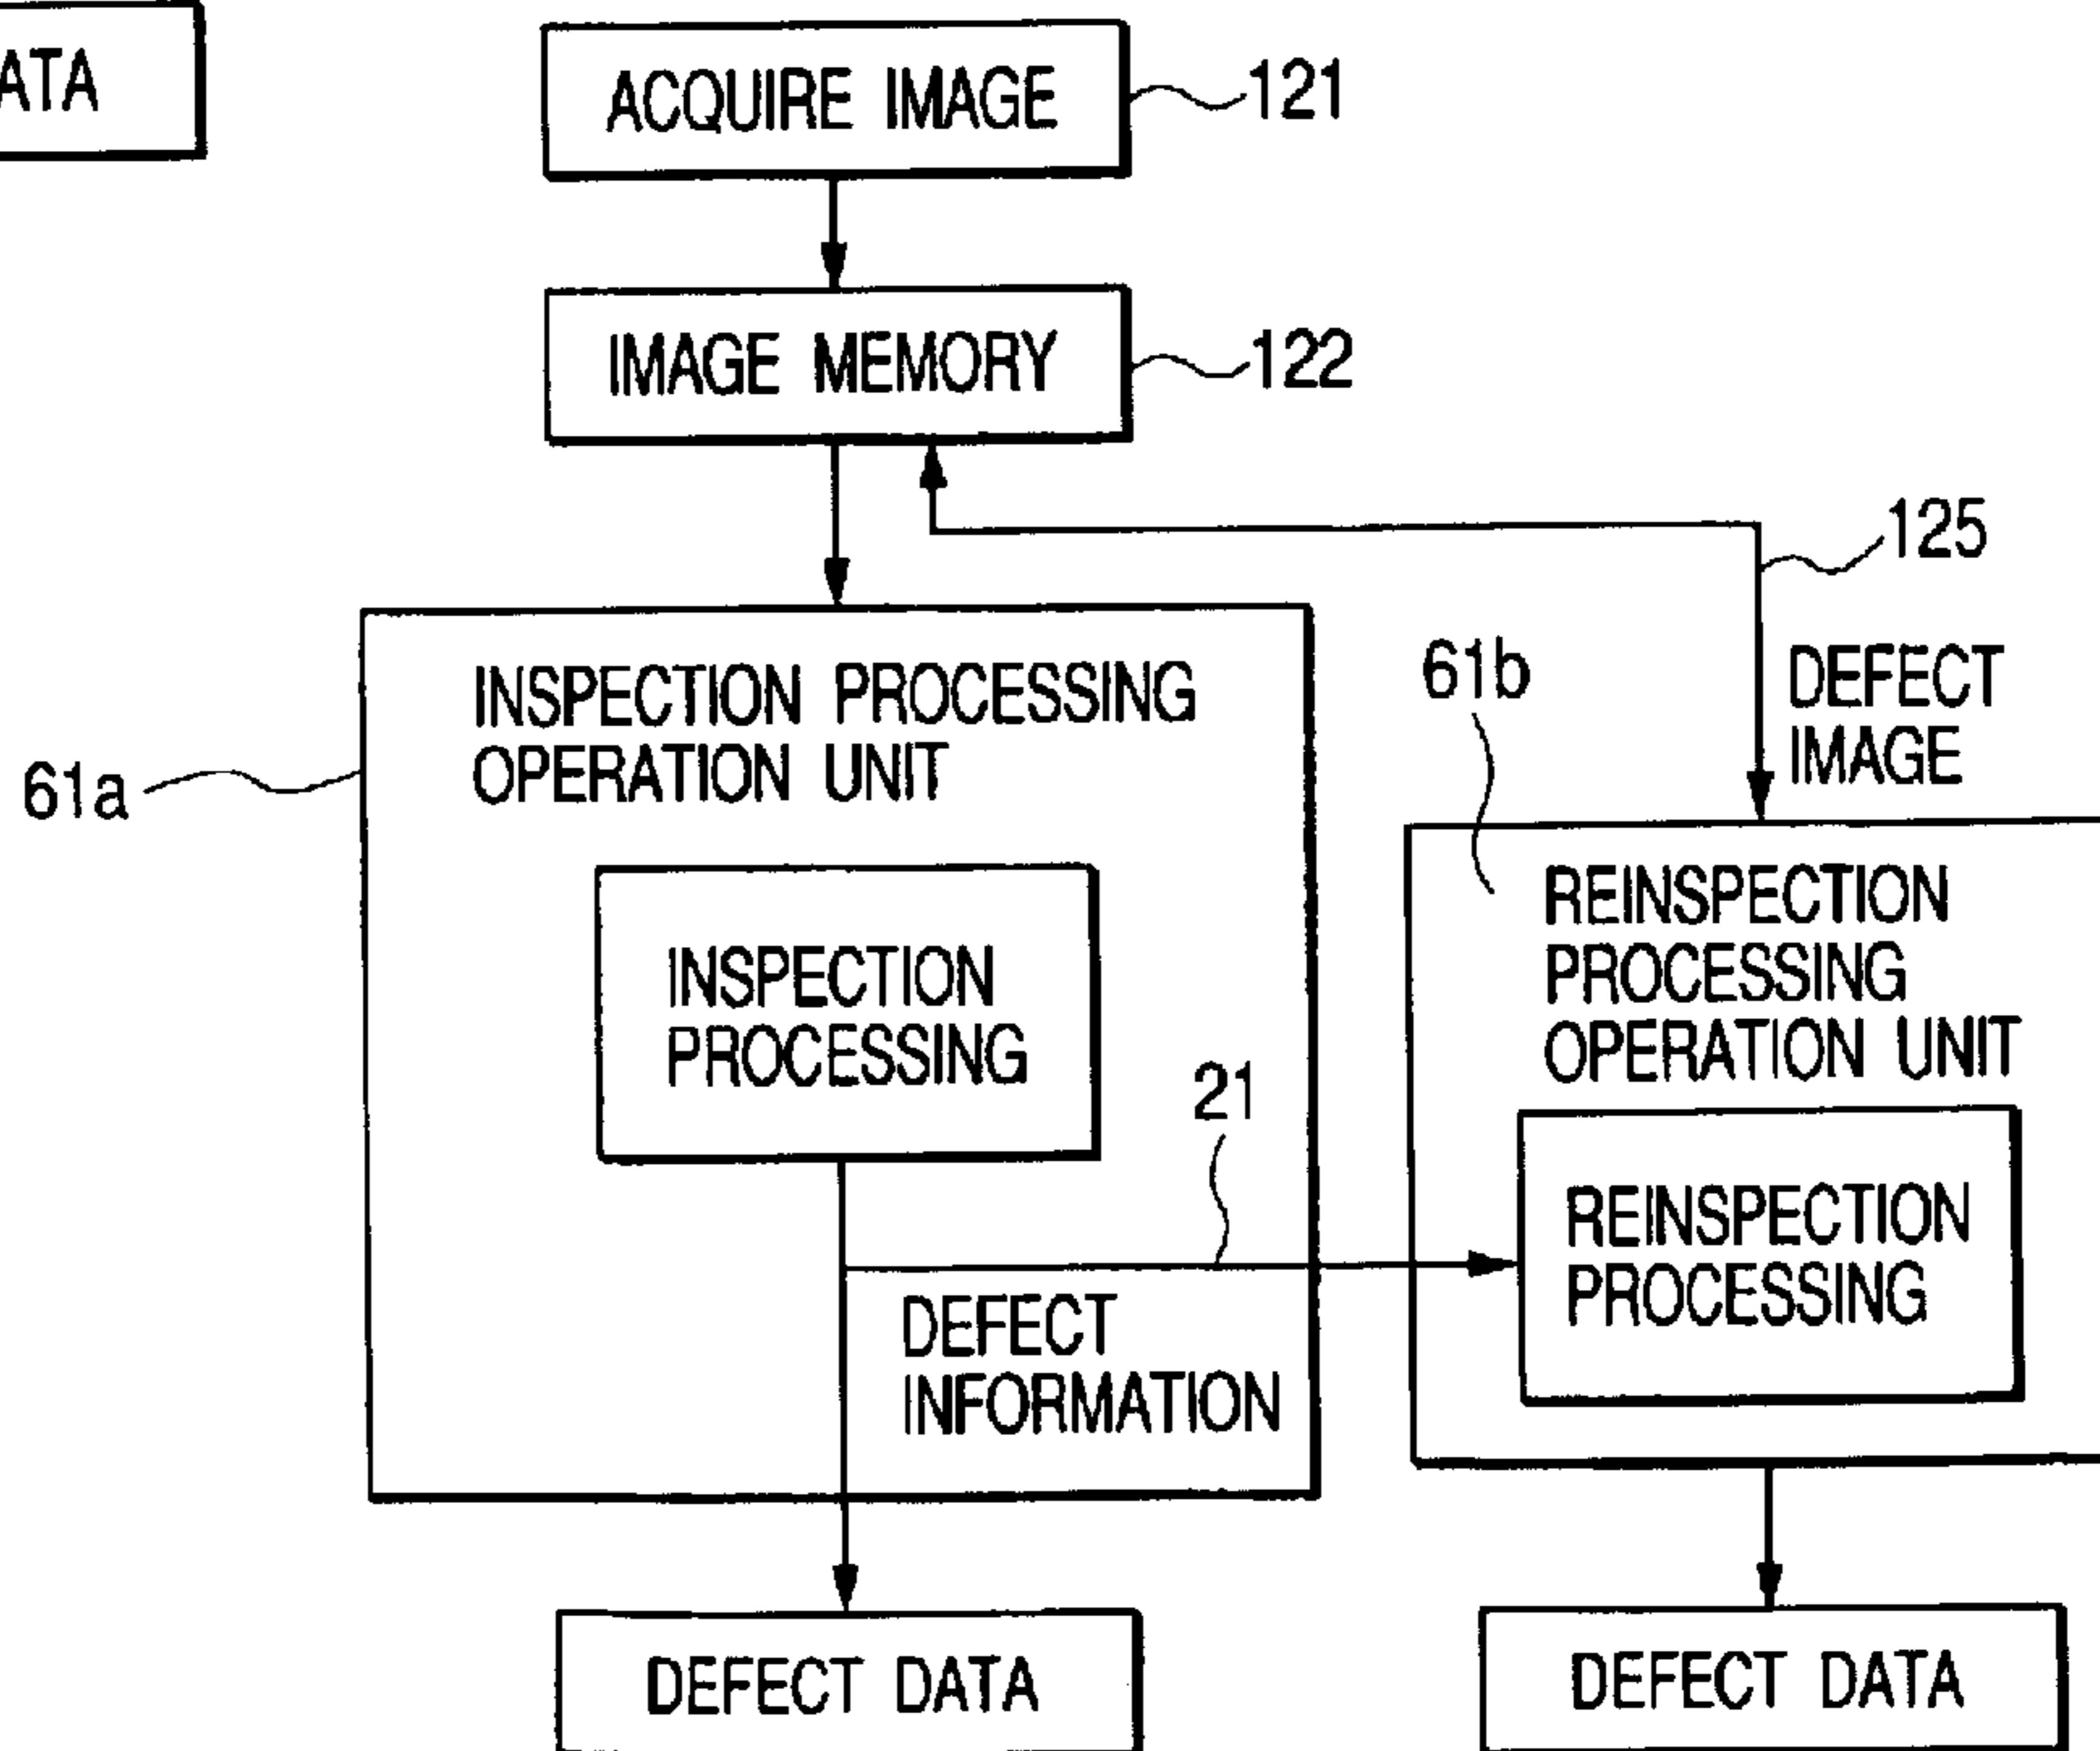 ACQUIRE IMAGE
121
IMAGE MEMORY
122
125
DEFECT
IMAGE
61a
INSPECTION PROCESSING
OPERATION UNIT
INSPECTION
PROCESSING
21
DEFECT
INFORMATION
61b
REINSPECTION
PROCESSING
OPERATION UNIT
REINSPECTION
PROCESSING
DEFECT DATA
DEFECT DATA